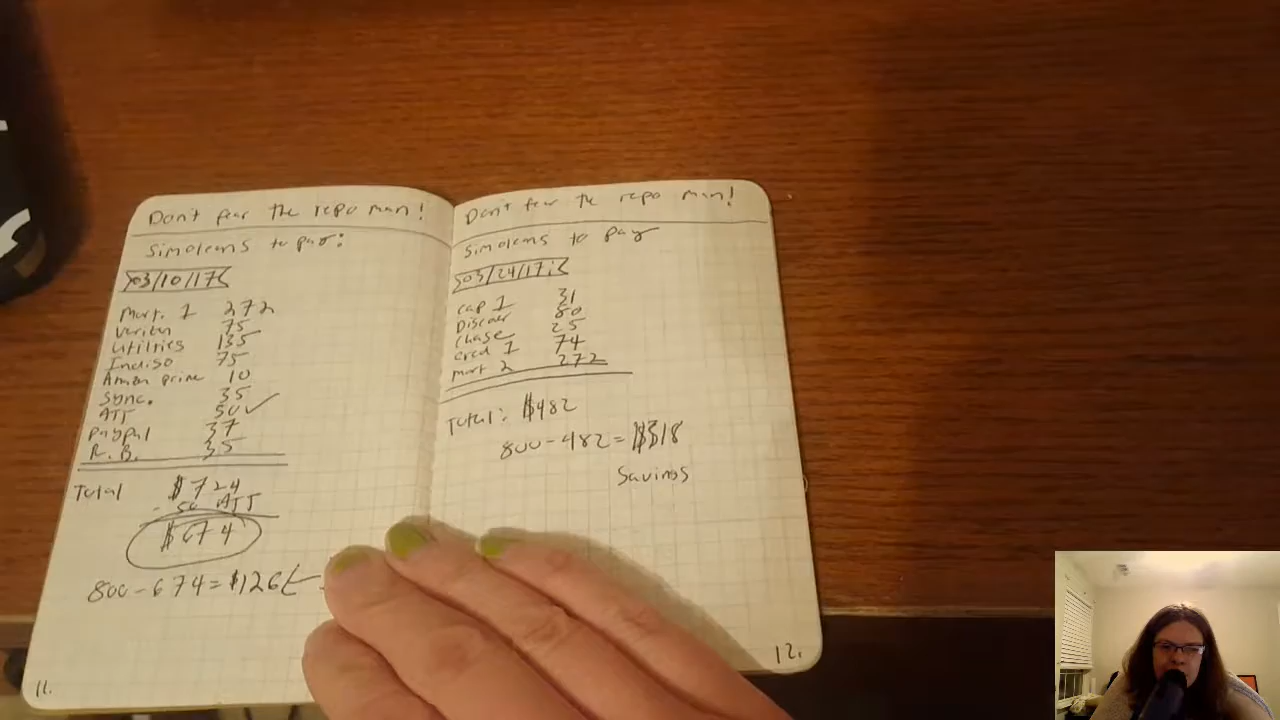 Don't fear the repo man!
Simoleons to pay:
03/10/17
Mort. 1 272
Verizon 75
Utilities 135
Indigo 75
Amazon prime 10
Sync. 35
ATT 50 ✓
paypal 37
R.B. 35
Total $724
- 50 ATT
$674
800-674=$126
11.
Don't fear the repo man!
Simoleons to pay
03/24/17
cap 1 31
Discover 80
chase 25
cred 1 74
mort 2 272
Total: $482
800-482=$318
Savings
12.